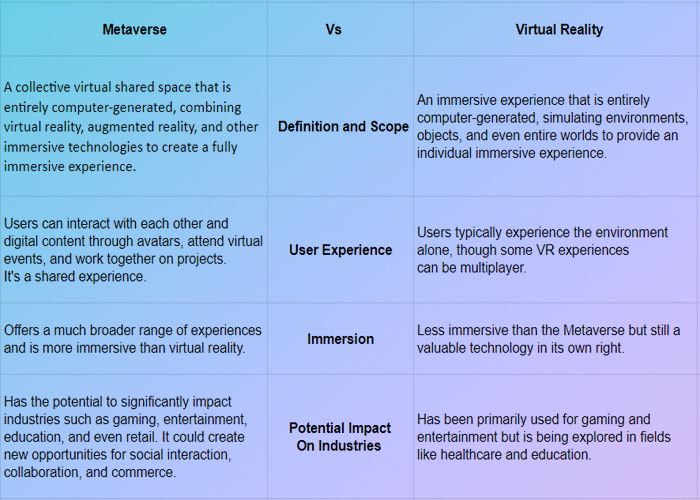 Metaverse
Vs
Virtual Reality
A collective virtual shared space that is
entirely computer-generated, combining
virtual reality, augmented reality, and other
immersive technologies to create a fully
immersive experience.
Definition and Scope
An immersive experience that is entirely
computer-generated, simulating environments,
objects, and even entire worlds to provide an
individual immersive experience.
Users can interact with each other and
digital content through avatars, attend virtual
events, and work together on projects.
It's a shared experience.
User Experience
Users typically experience the environment
alone, though some VR experiences
can be multiplayer.
Offers a much broader range of experiences
and is more immersive than virtual reality.
Immersion
Less immersive than the Metaverse but still a
valuable technology in its own right.
Has the potential to significantly impact
industries such as gaming, entertainment,
education, and even retail. It could create
new opportunities for social interaction,
collaboration, and commerce.
Potential Impact
On Industries
Has been primarily used for gaming and
entertainment but is being explored in fields
like healthcare and education.